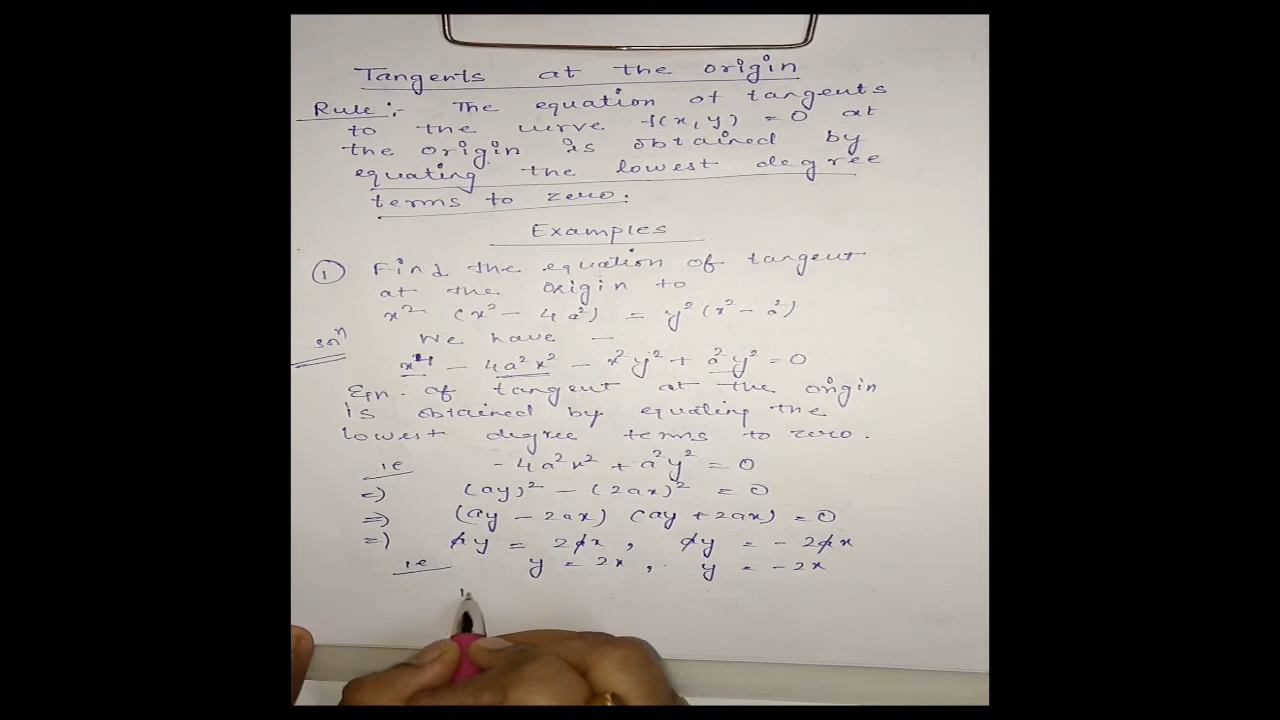 Tangents at the origin
Rule:- The equation of tangents
to the curve f(x, y) = 0 at
the origin is obtained by
equating the lowest degree
terms to zero.
Examples
① Find the equation of tangent
at the origin to
x² (x² - 4a²) = y² (x² - a²)
Solⁿ We have -
x⁴ - 4a²x² - x²y² + a²y² = 0
Eqn. of tangent at the origin
is obtained by equating the
lowest degree terms to zero.
ie -4a²x² + a²y² = 0
=) (ay)² - (2ax)² = 0
=) (ay - 2ax) (ay + 2ax) = 0
=) ay = 2ax, ay = -2ax
ie y = 2x, y = -2x